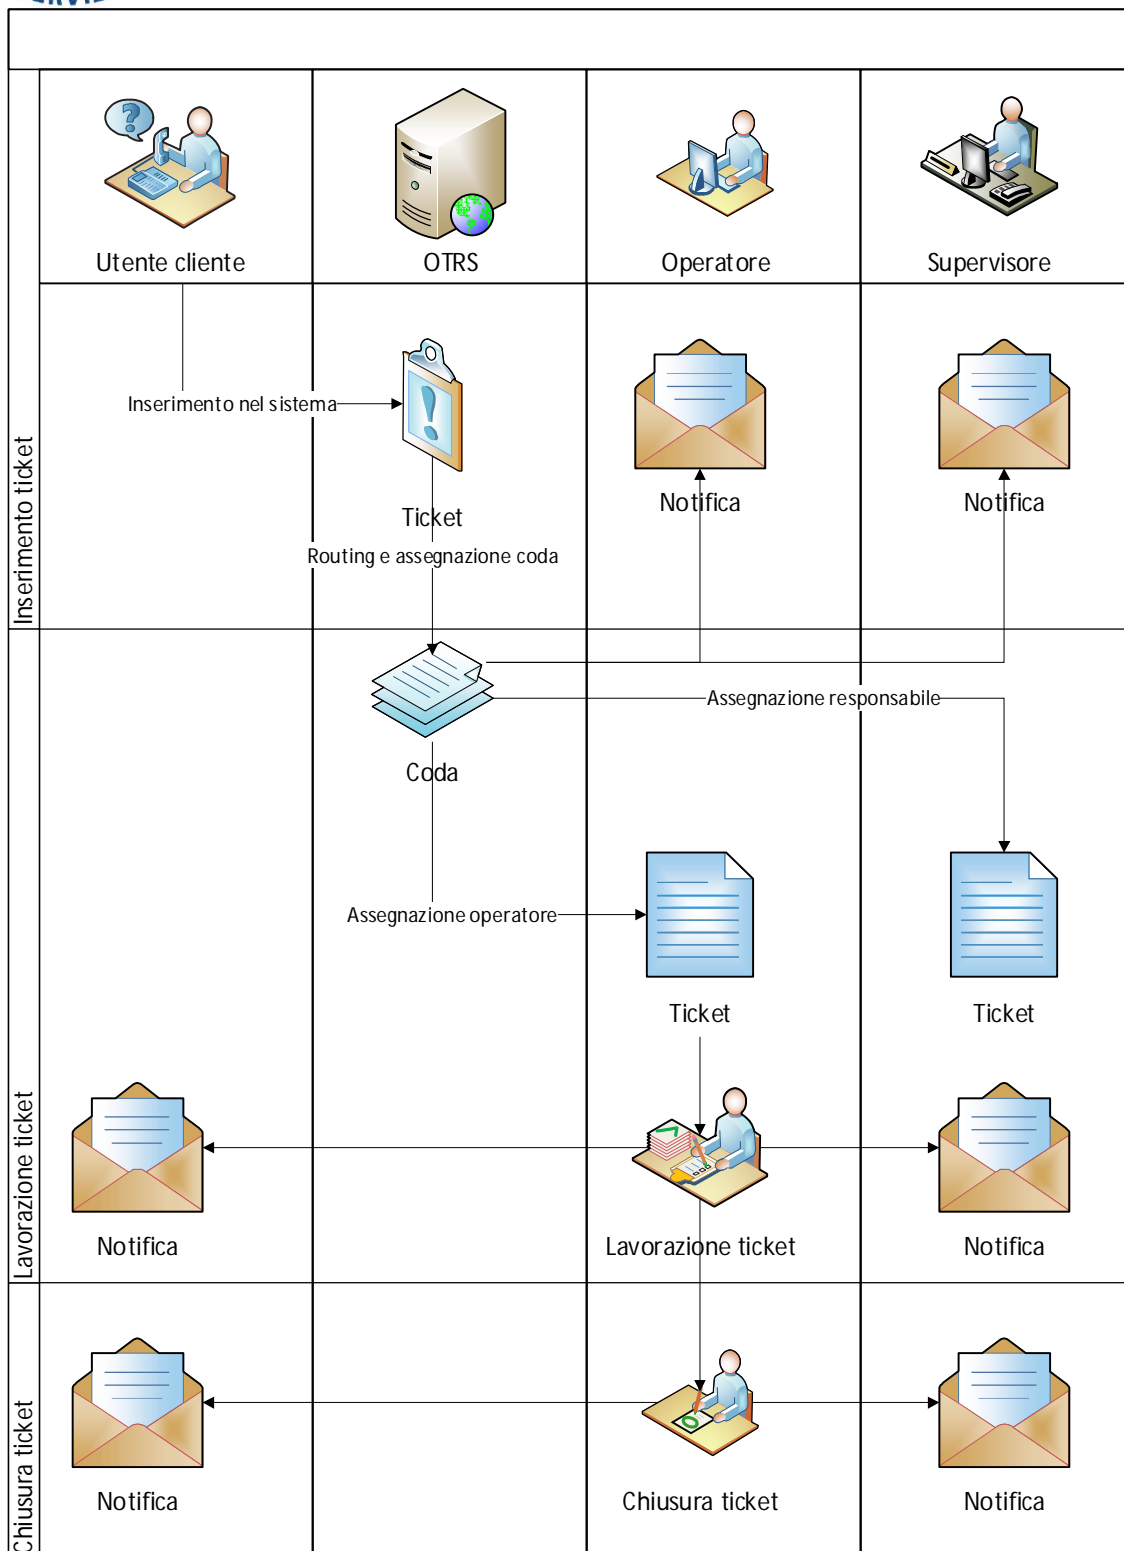 Utente cliente
OTRS
Operatore
Supervisore
Inserimento ticket
Inserimento nel sistema
Ticket
Notifica
Notifica
Routing e assegnazione coda
Lavorazione ticket
Coda
Assegnazione responsabile
Assegnazione operatore
Ticket
Ticket
Notifica
Lavorazione ticket
Notifica
Chiusura ticket
Notifica
Chiusura ticket
Notifica